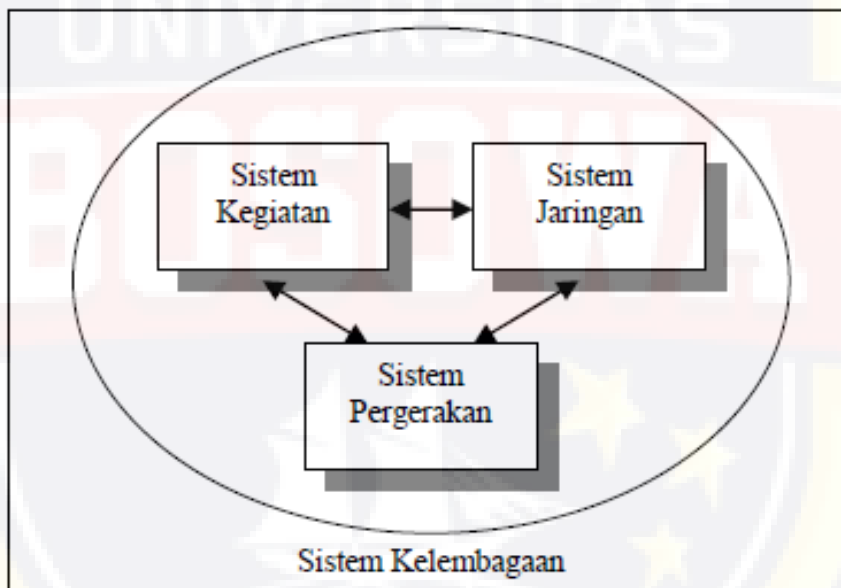 UNIVERSITAS
BOSOWA
Sistem
Kegiatan
Sistem
Jaringan
Sistem
Pergerakan
Sistem Kelembagaan